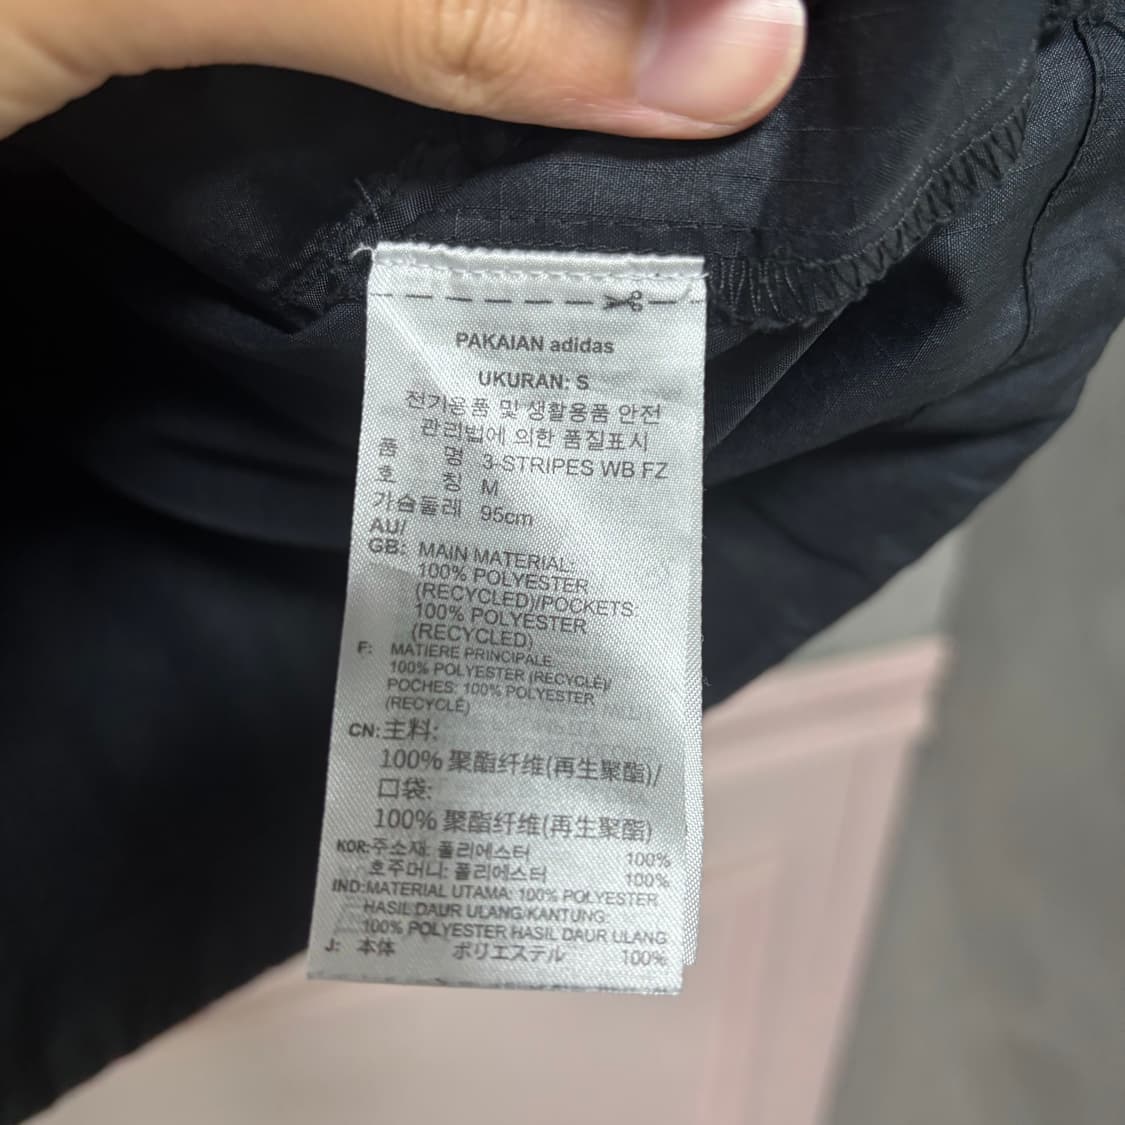 PAKAIAN adidas
UKURAN: S
전기용품 및 생활용품 안전
관리법에 의한 품질표시
품 명 3-STRIPES WB FZ
호 칭 M
가슴둘레 95cm
AU/
GB: MAIN MATERIAL:
100% POLYESTER
(RECYCLED)/POCKETS:
100% POLYESTER
(RECYCLED)
F: MATIERE PRINCIPALE:
100% POLYESTER (RECYCLÉ)/
POCHES: 100% POLYESTER
(RECYCLÉ)
CN: 主料:
100% 聚酯纤维(再生聚酯)/
口袋:
100% 聚酯纤维(再生聚酯)
KOR: 주소재: 폴리에스터 100%
호주머니: 폴리에스터 100%
IND: MATERIAL UTAMA: 100% POLYESTER
HASIL DAUR ULANG/KANTUNG:
100% POLYESTER HASIL DAUR ULANG
J: 本体 ポリエステル 100%